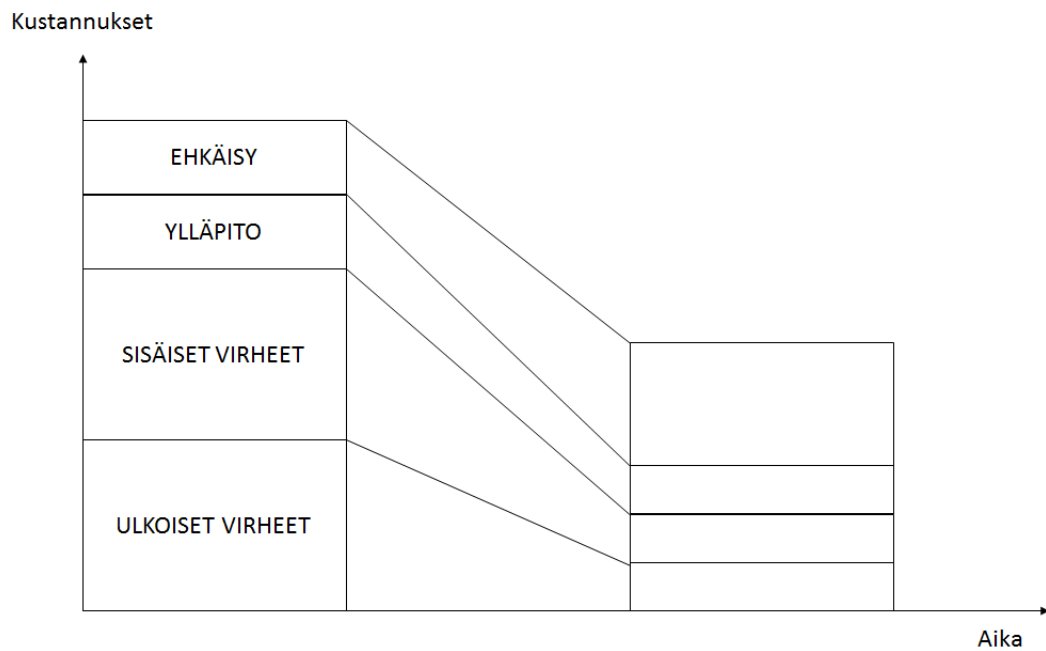 Kustannukset
EHKÄISY
YLLÄPITO
SISÄISET VIRHEET
ULKOISET VIRHEET
Aika